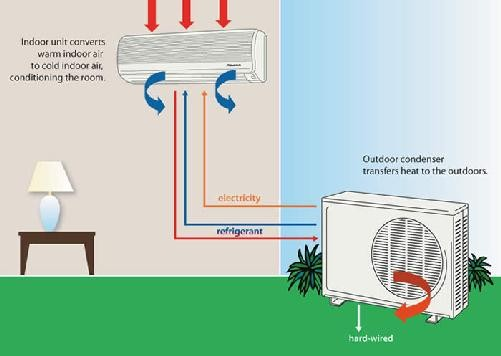 Indoor unit converts
warm indoor air
to cold indoor air,
conditioning the room.
Outdoor condenser
transfers heat to the outdoors.
electricity
refrigerant
hard-wired